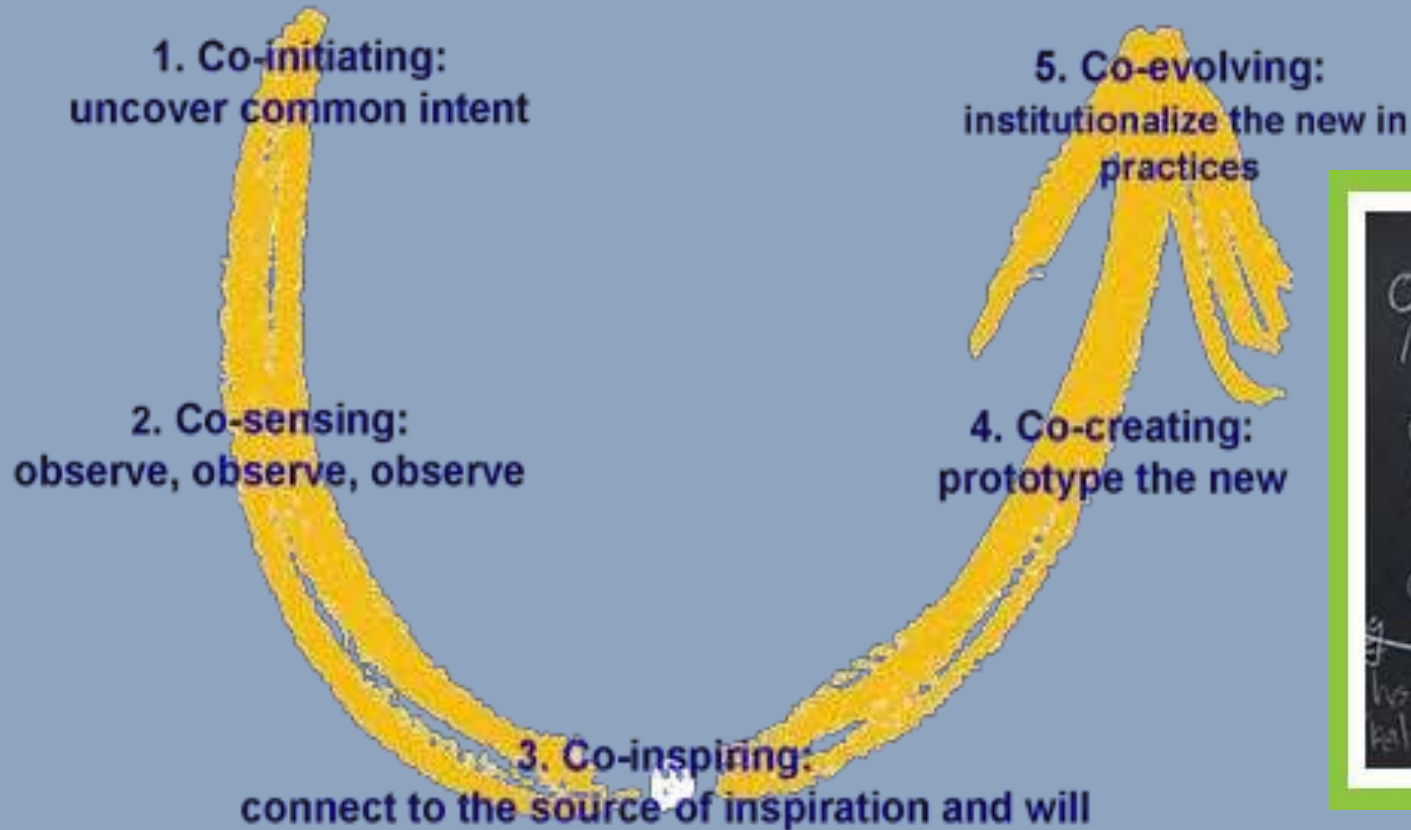 1. Co-initiating:
uncover common intent
2. Co-sensing:
observe, observe, observe
3. Co-inspiring:
connect to the source of inspiration and will
4. Co-creating:
prototype the new
5. Co-evolving:
institutionalize the new in
practices